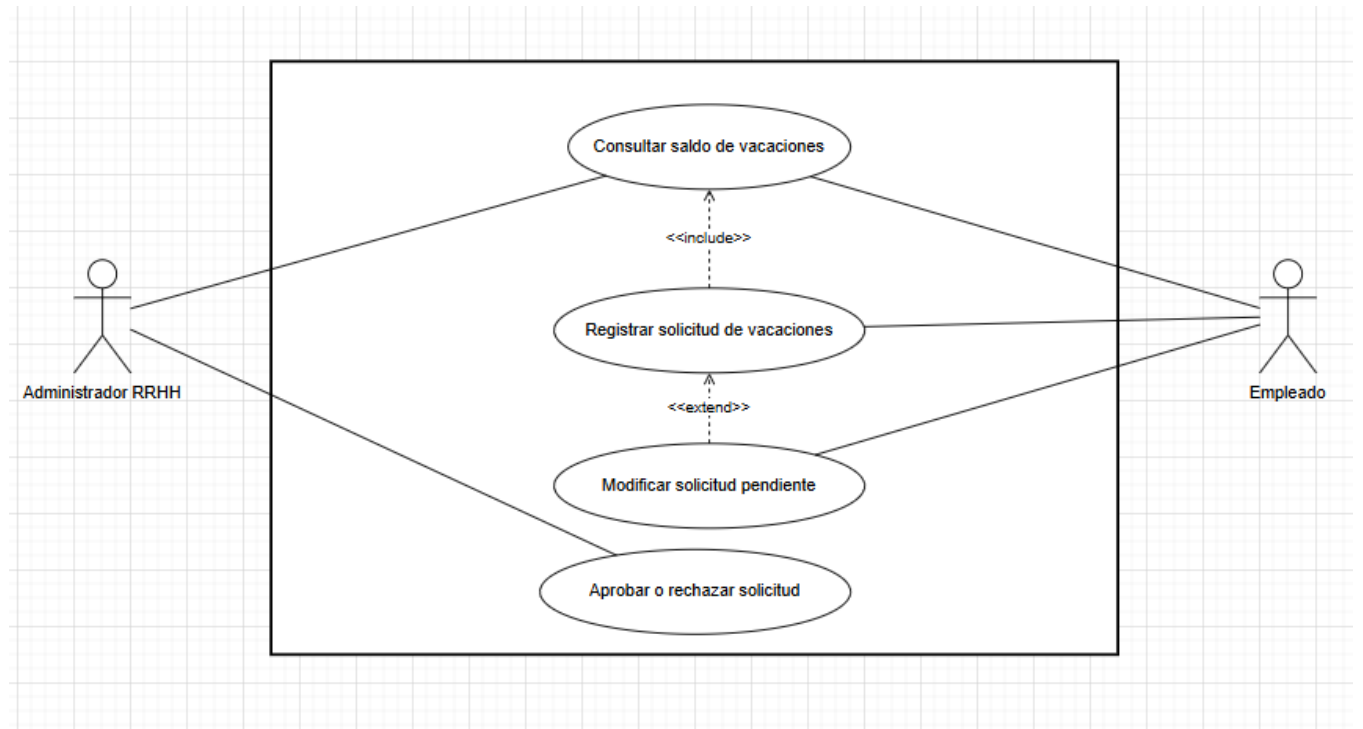 Consultar saldo de vacaciones
<<include>>
Registrar solicitud de vacaciones
Administrador RRHH
Empleado
<<extend>>
Modificar solicitud pendiente
Aprobar o rechazar solicitud